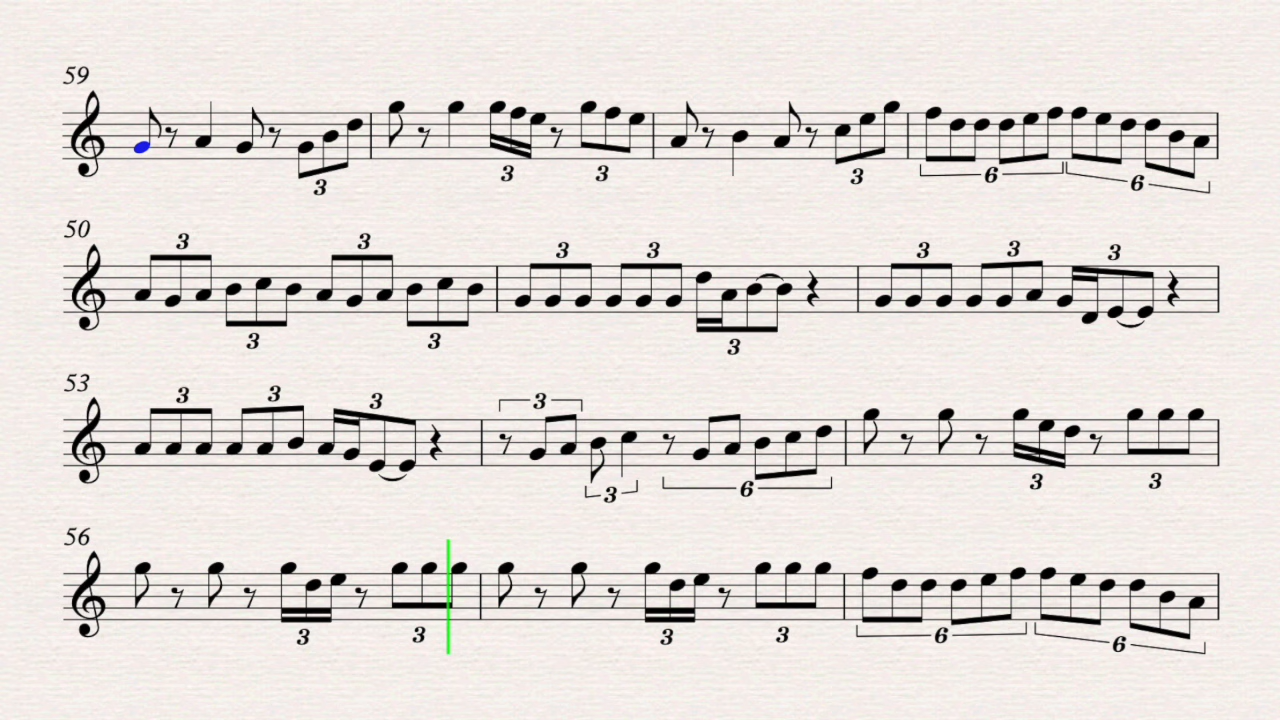 59
3 3 3 3 6 6
50
3 3 3 3 3 3 3 3 3 3
53
3 3 3 3 3 6 3 3
56
3 3 3 3 6 6